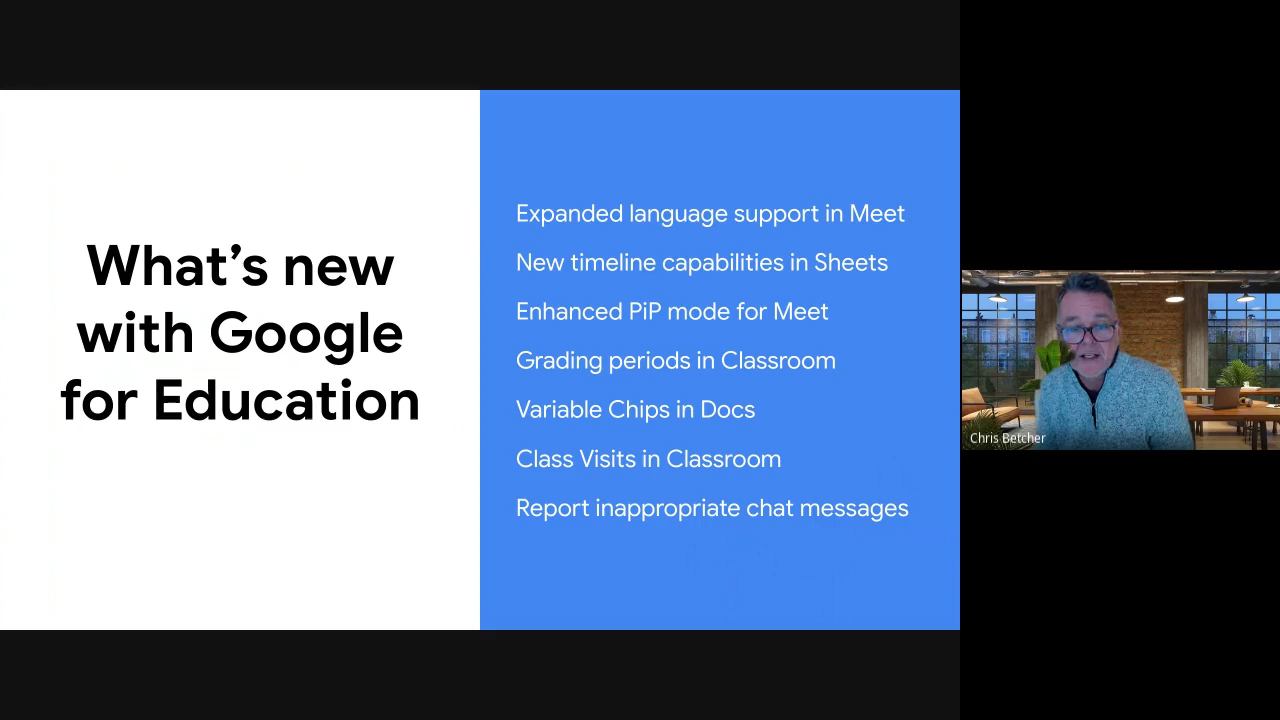 What's new
with Google
for Education
Expanded language support in Meet
New timeline capabilities in Sheets
Enhanced PiP mode for Meet
Grading periods in Classroom
Variable Chips in Docs
Class Visits in Classroom
Report inappropriate chat messages
Chris Betcher